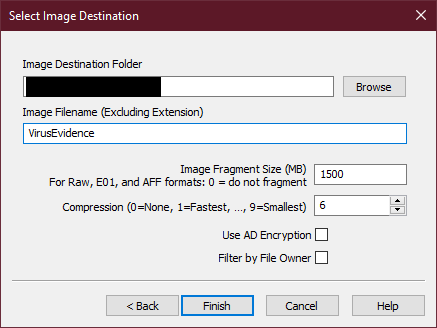 Select Image Destination
Image Destination Folder
Browse
Image Filename (Excluding Extension)
VirusEvidence
Image Fragment Size (MB) 1500
For Raw, E01, and AFF formats: 0 = do not fragment
Compression (0=None, 1=Fastest, ..., 9=Smallest) 6
Use AD Encryption
Filter by File Owner
< Back Finish Cancel Help